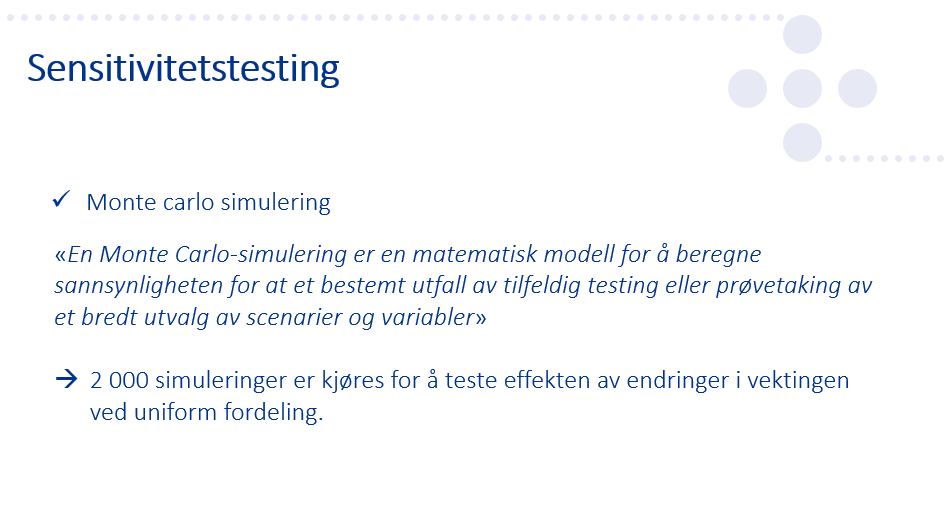 Sensitivitetstesting
✓ Monte carlo simulering
«En Monte Carlo-simulering er en matematisk modell for å beregne
sannsynligheten for at et bestemt utfall av tilfeldig testing eller prøvetaking av
et bredt utvalg av scenarier og variabler»
→ 2 000 simuleringer er kjøres for å teste effekten av endringer i vektingen
ved uniform fordeling.